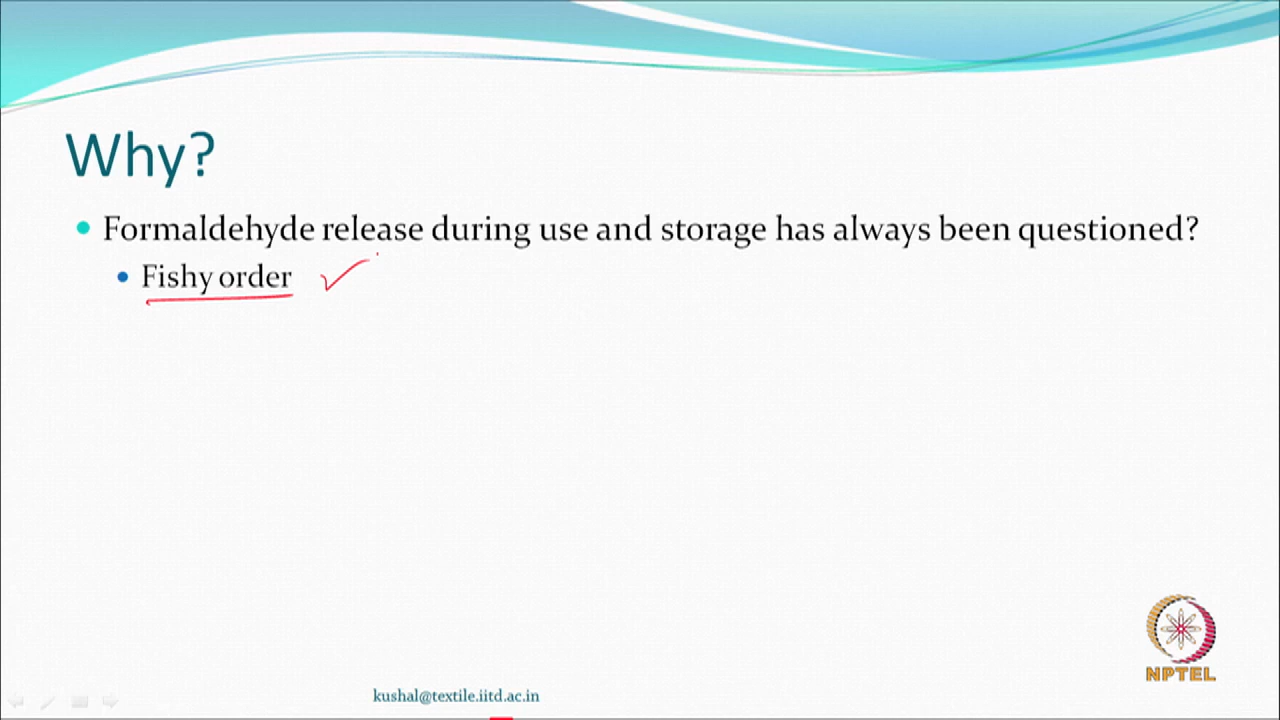 Why?
Formaldehyde release during use and storage has always been questioned?
Fishy order
NPTEL
kushal@textile.iitd.ac.in